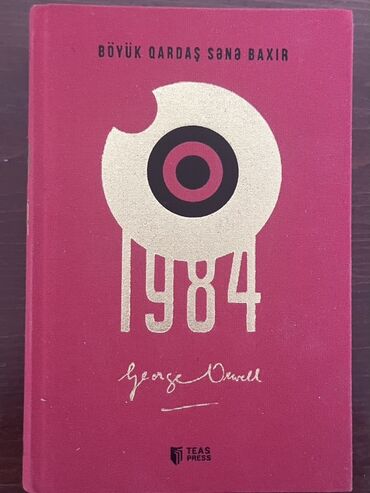 BÖYÜK QARDAŞ SƏNƏ BAXIR
1984
George Orwell
TEAS
PRESS